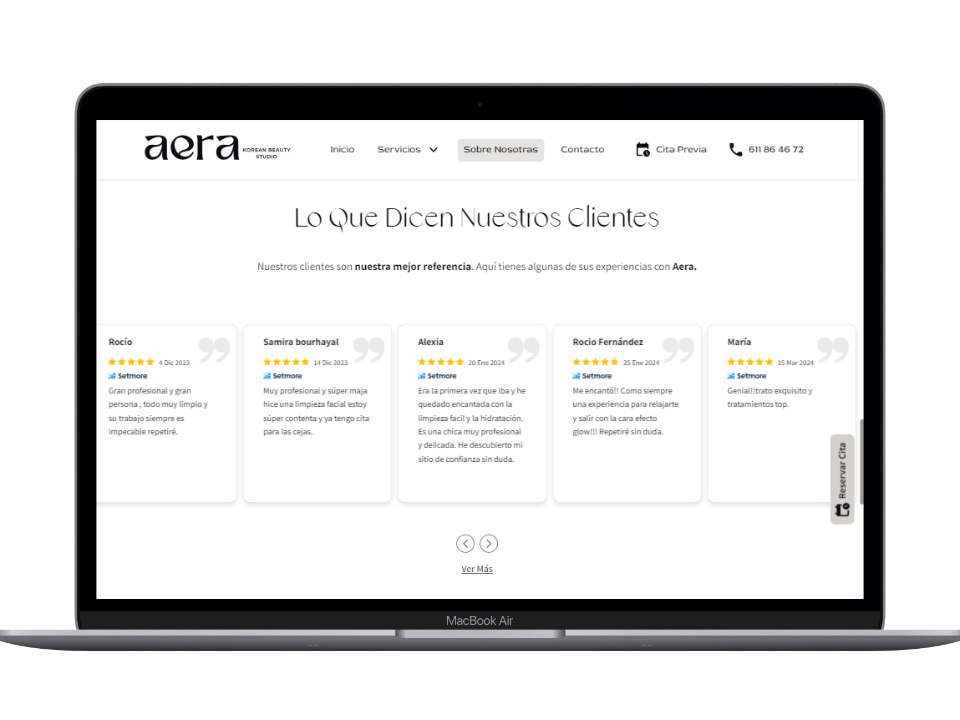 aera KOREAN BEAUTY
STUDIO
Inicio Servicios Sobre Nosotras Contacto Cita Previa 611 86 46 72
Lo Que Dicen Nuestros Clientes
Nuestros clientes son nuestra mejor referencia. Aquí tienes algunas de sus experiencias con Aera.
Rocío
4 Dic 2023
Setmore
Gran profesional y gran
persona , todo muy limpio y
su trabajo siempre es
impecable repetiré.
Samira bourhayal
14 Dic 2023
Setmore
Muy profesional y súper maja
hice una limpieza facial estoy
súper contenta y ya tengo cita
para las cejas.
Alexia
20 Ene 2024
Setmore
Era la primera vez que iba y he
quedado encantada con la
limpieza facil y la hidratación.
Es una chica muy profesional
y delicada. He descubierto mi
sitio de confianza sin duda.
Rocio Fernández
25 Ene 2024
Setmore
Me encantó!! Como siempre
una experiencia para relajarte
y salir con la cara efecto
glow!!! Repetiré sin duda.
María
15 Mar 2024
Setmore
Genial!!trato exquisito y
tratamientos top.
Reservar Cita
Ver Más
MacBook Air